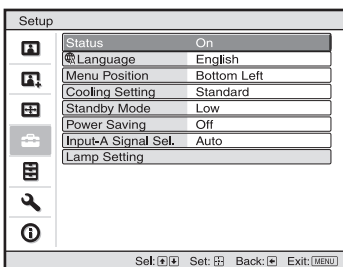 Setup
Status On
Language English
Menu Position Bottom Left
Cooling Setting Standard
Standby Mode Low
Power Saving Off
Input-A Signal Sel. Auto
Lamp Setting
Sel: Set: Back: Exit: MENU